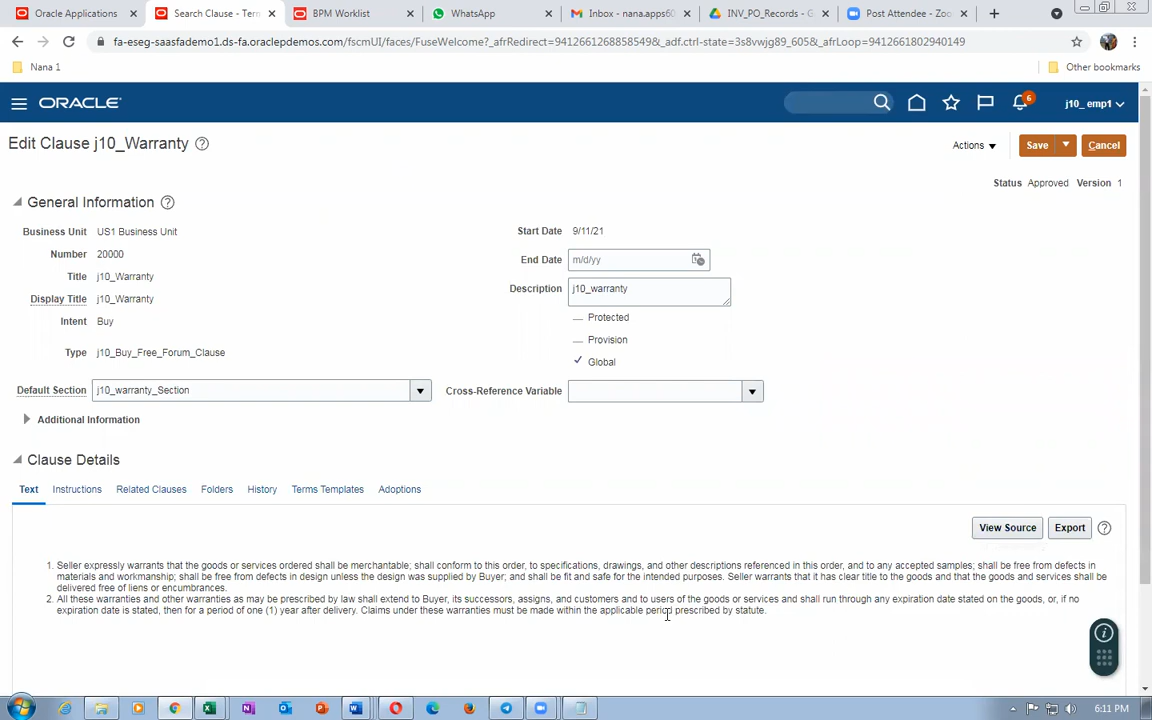 Oracle Applications
Search Clause - Term
BPM Worklist
WhatsApp
Inbox - nana.apps60
INV_PO_Records - G
Post Attendee - Zoo
fa-eseg-saasfademo1.ds-fa.oraclepdemos.com/fscmUI/faces/FuseWelcome?_afrRedirect=9412661268858549&_adf.ctrl-state=3s8vwjg89_605&_afrLoop=9412661802940149
Nana 1
Other bookmarks
ORACLE
6
j10_ emp1
Edit Clause j10_Warranty
Actions
Save
Cancel
Status Approved Version 1
General Information
Business Unit US1 Business Unit
Number 20000
Title j10_Warranty
Display Title j10_Warranty
Intent Buy
Type j10_Buy_Free_Forum_Clause
Default Section j10_warranty_Section
Start Date 9/11/21
End Date m/d/yy
Description j10_warranty
Protected
Provision
Global
Cross-Reference Variable
Additional Information
Clause Details
Text Instructions Related Clauses Folders History Terms Templates Adoptions
View Source Export
1. Seller expressly warrants that the goods or services ordered shall be merchantable; shall conform to this order, to specifications, drawings, and other descriptions referenced in this order, and to any accepted samples; shall be free from defects in
materials and workmanship; shall be free from defects in design unless the design was supplied by Buyer; and shall be fit and safe for the intended purposes. Seller warrants that it has clear title to the goods and that the goods and services shall be
delivered free of liens or encumbrances.
2. All these warranties and other warranties as may be prescribed by law shall extend to Buyer, its successors, assigns, and customers and to users of the goods or services and shall run through any expiration date stated on the goods, or, if no
expiration date is stated, then for a period of one (1) year after delivery. Claims under these warranties must be made within the applicable period prescribed by statute.
6:11 PM